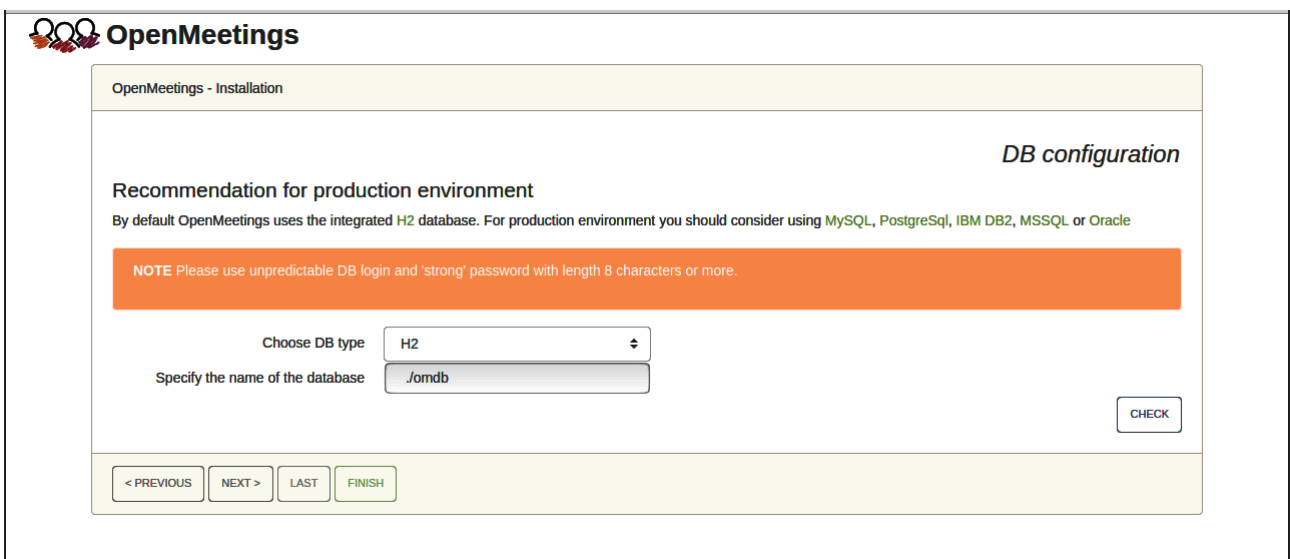 OpenMeetings
OpenMeetings - Installation
DB configuration
Recommendation for production environment
By default OpenMeetings uses the integrated H2 database. For production environment you should consider using MySQL, PostgreSql, IBM DB2, MSSQL or Oracle
NOTE Please use unpredictable DB login and 'strong' password with length 8 characters or more.
Choose DB type H2
Specify the name of the database ./omdb
CHECK
< PREVIOUS NEXT > LAST FINISH